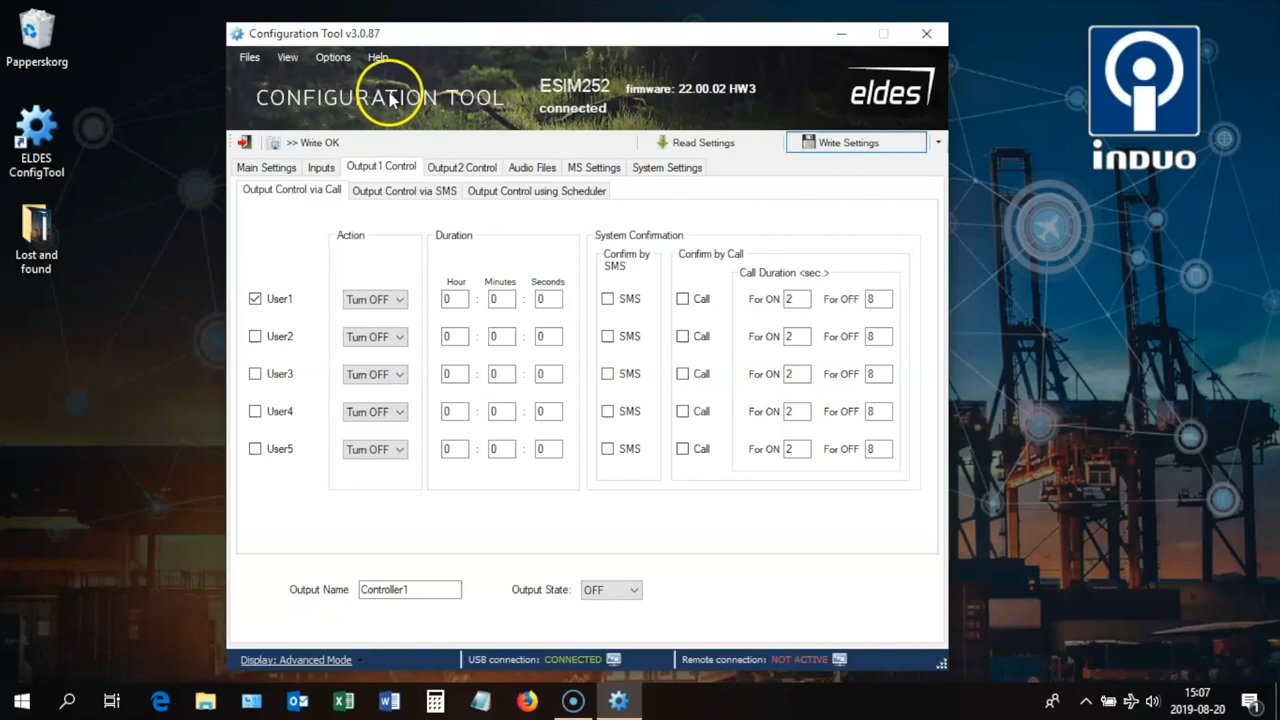 Papperskorg
ELDES
ConfigTool
Lost and
found
Configuration Tool v3.0.87
Files View Options Help
CONFIGURATION TOOL
ESIM252 firmware: 22.00.02 HW3
connected
eldes
INDUO
>> Write OK Read Settings Write Settings
Main Settings Inputs Output1 Control Output2 Control Audio Files MS Settings System Settings
Output Control via Call Output Control via SMS Output Control using Scheduler
Action Duration System Confirmation
Confirm by
SMS
Confirm by Call
Call Duration <sec.>
Hour Minutes Seconds
User1 Turn OFF 0 : 0 : 0 SMS Call For ON 2 For OFF 8
User2 Turn OFF 0 : 0 : 0 SMS Call For ON 2 For OFF 8
User3 Turn OFF 0 : 0 : 0 SMS Call For ON 2 For OFF 8
User4 Turn OFF 0 : 0 : 0 SMS Call For ON 2 For OFF 8
User5 Turn OFF 0 : 0 : 0 SMS Call For ON 2 For OFF 8
Output Name Controller1 Output State: OFF
Display: Advanced Mode USB connection: CONNECTED Remote connection: NOT ACTIVE
15:07
2019-08-20
1